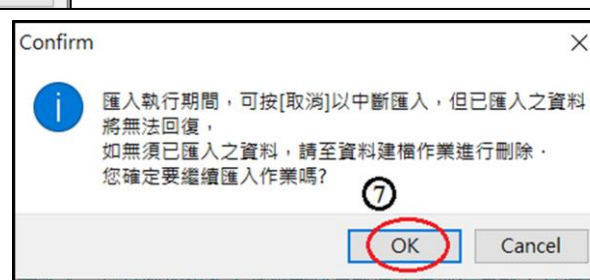 Confirm
匯入執行期間，可按[取消]以中斷匯入，但已匯入之資料
將無法回復，
如無須已匯入之資料，請至資料建檔作業進行刪除．
您確定要繼續匯入作業嗎?
⑦
OK Cancel